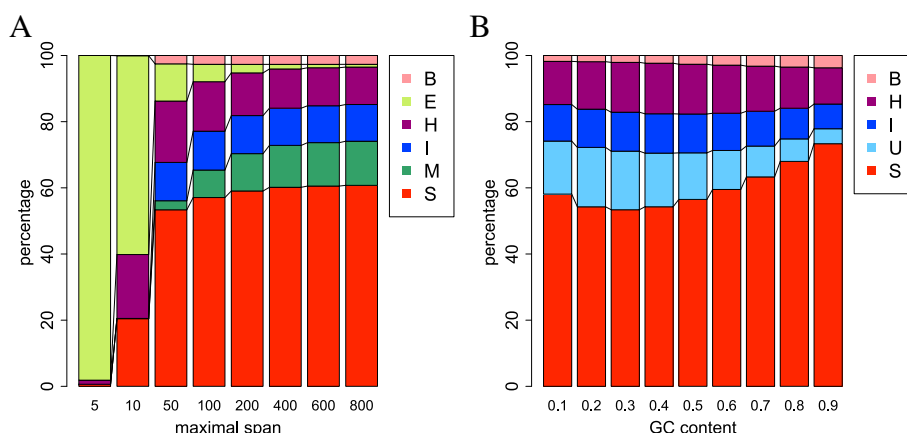 A
percentage
100
80
60
40
20
0
5 10 50 100 200 400 600 800
maximal span
B
E
H
I
M
S
B
percentage
100
80
60
40
20
0
0.1 0.2 0.3 0.4 0.5 0.6 0.7 0.8 0.9
GC content
B
H
I
U
S